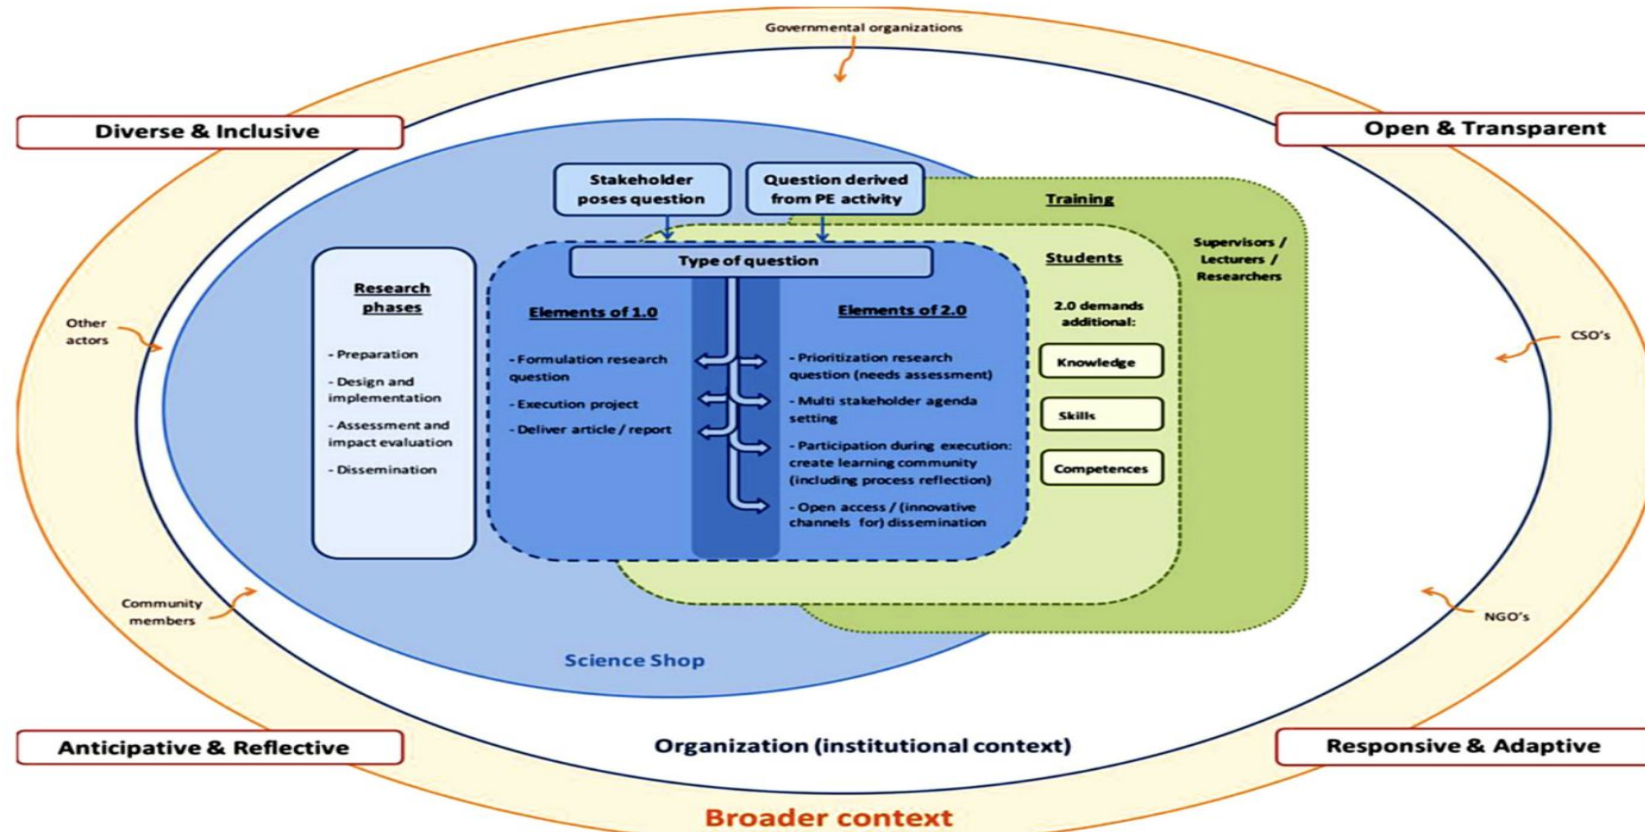 Governmental organizations
Diverse & Inclusive
Open & Transparent
Stakeholder
poses question
Question derived
from PE activity
Training
Supervisors /
Lecturers /
Researchers
Students
2.0 demands
additional:
Knowledge
Skills
Competences
Type of question
Research
phases
- Preparation
- Design and
implementation
- Assessment and
impact evaluation
- Dissemination
Elements of 1.0
- Formulation research
question
- Execution project
- Deliver article / report
Elements of 2.0
- Prioritization research
question (needs assessment)
- Multi stakeholder agenda
setting
- Participation during execution:
create learning community
(including process reflection)
- Open access / (innovative
channels for) dissemination
Other
actors
CSO's
Community
members
NGO's
Science Shop
Anticipative & Reflective
Organization (institutional context)
Responsive & Adaptive
Broader context